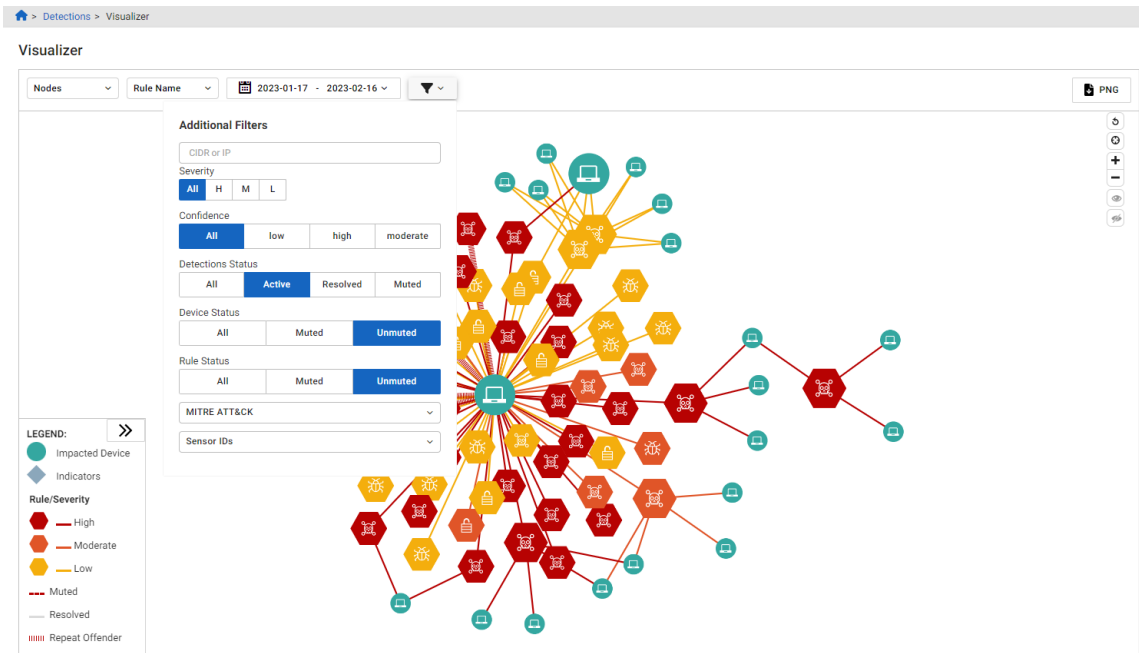 > Detections > Visualizer
Visualizer
Nodes Rule Name 2023-01-17 - 2023-02-16 PNG
Additional Filters
CIDR or IP
Severity
All H M L
Confidence
All low high moderate
Detections Status
All Active Resolved Muted
Device Status
All Muted Unmuted
Rule Status
All Muted Unmuted
MITRE ATT&CK
Sensor IDs
LEGEND:
Impacted Device
Indicators
Rule/Severity
High
Moderate
Low
Muted
Resolved
Repeat Offender